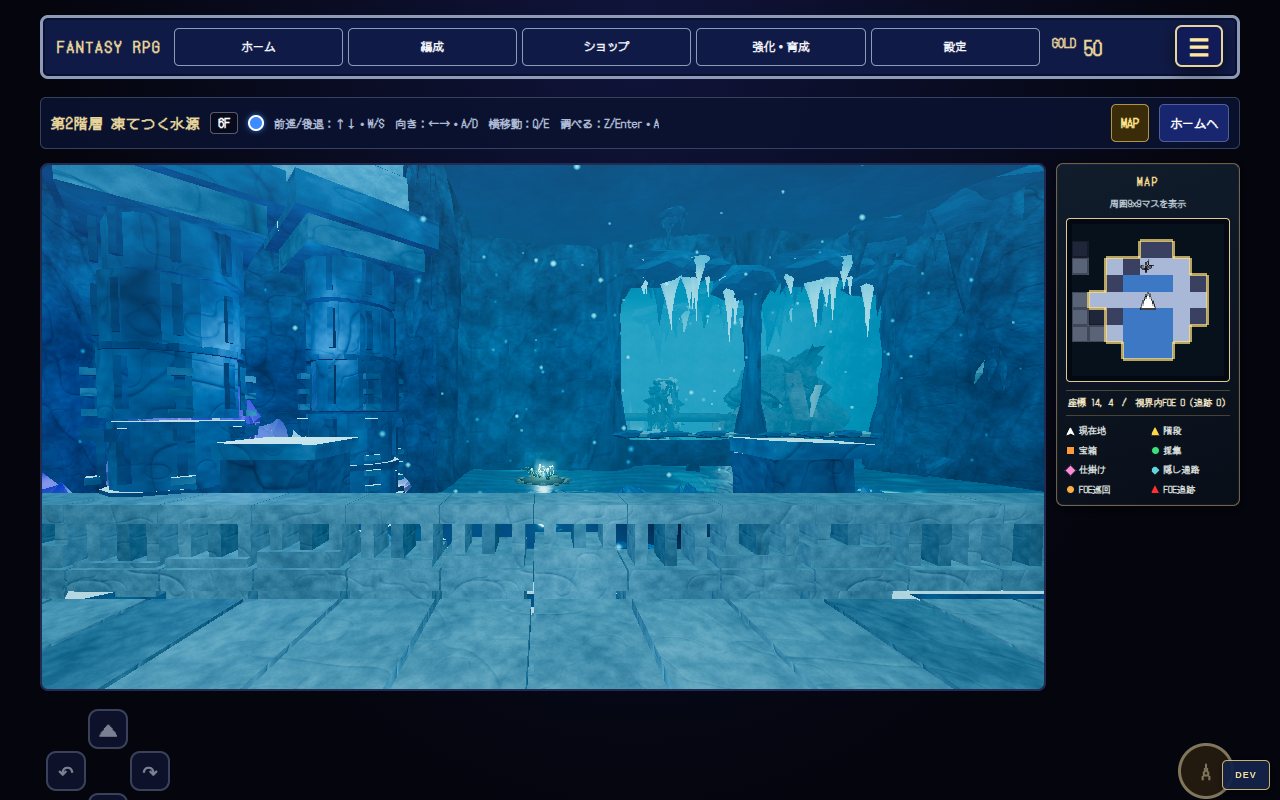 FANTASY RPG
ホーム
編成
ショップ
強化・育成
設定
GOLD 50
第2階層 凍てつく水源
6F
前進/後退：↑↓・W/S 向き：←→・A/D 横移動：Q/E 調べる：Z/Enter・A
MAP
ホームへ
MAP
周囲9x9マスを表示
座標 14, 4 / 視界内FOE 0 (追跡 0)
現在地
階段
宝箱
採集
仕掛け
隠し通路
FOE巡回
FOE追跡
A
DEV